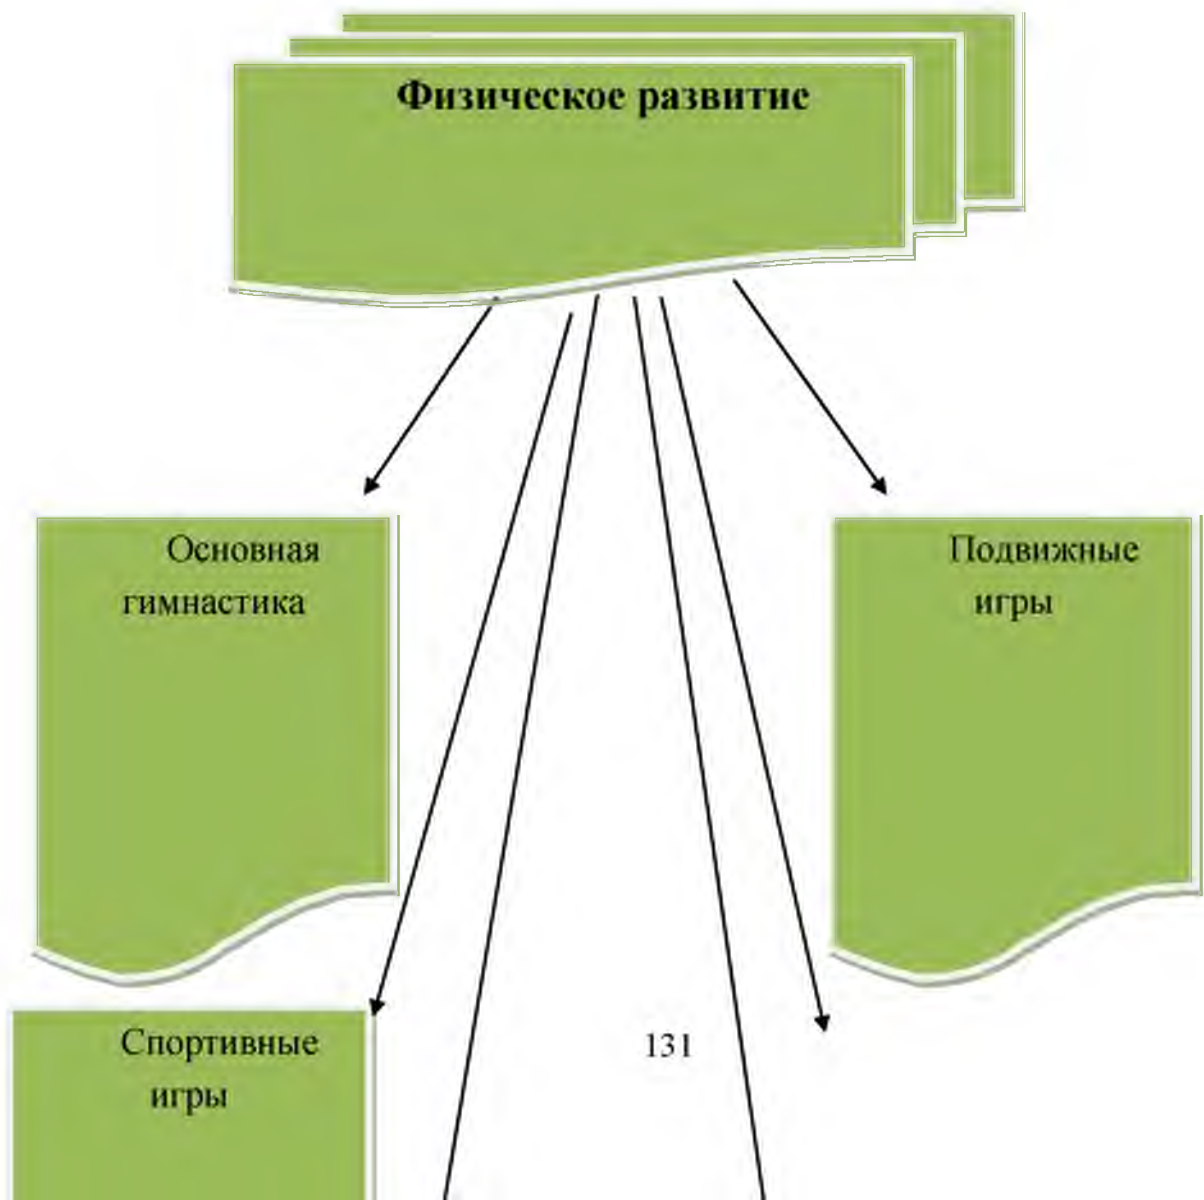 Физическое развитие
Основная
гимнастика
Подвижные
игры
Спортивные
игры
131